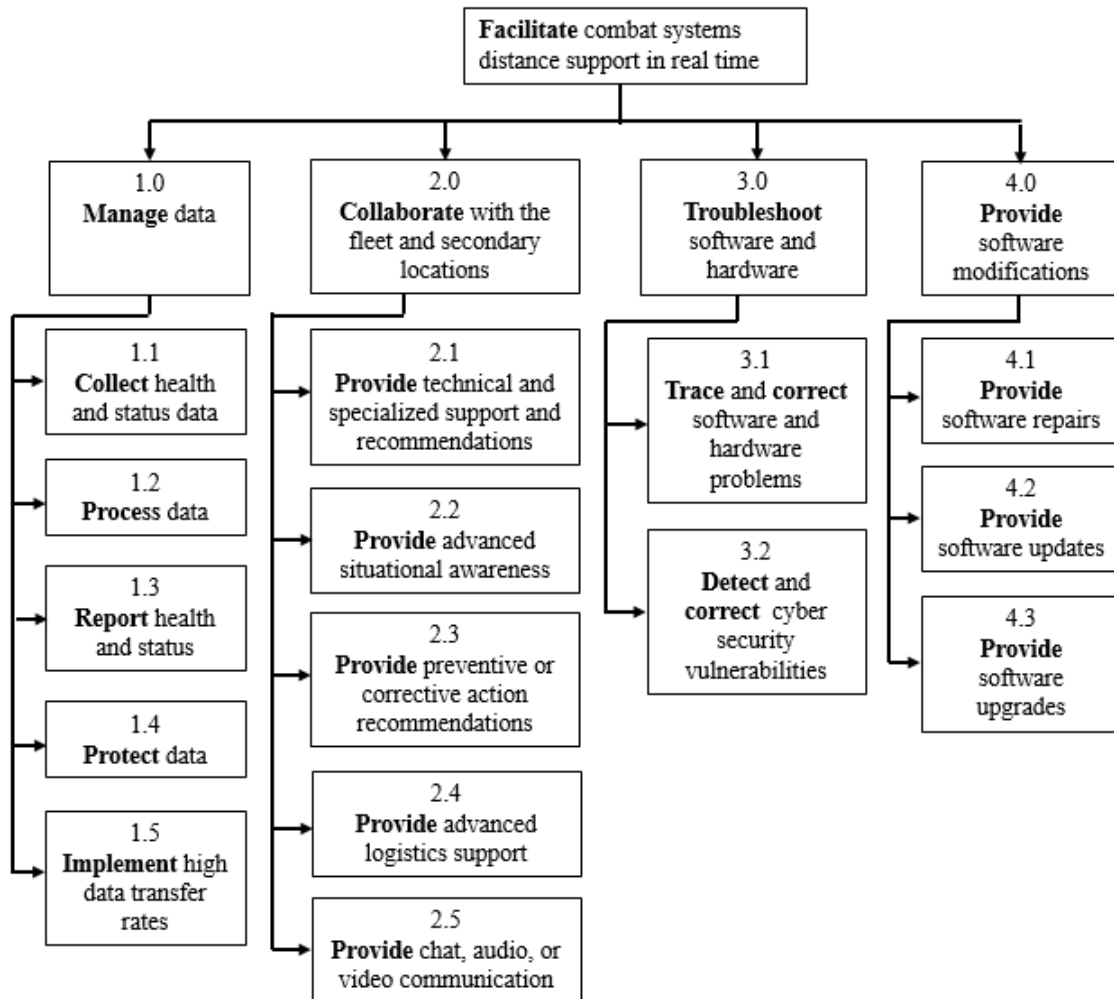 Facilitate combat systems
distance support in real time
1.0
Manage data
2.0
Collaborate with the
fleet and secondary
locations
3.0
Troubleshoot
software and
hardware
4.0
Provide
software
modifications
1.1
Collect health
and status data
1.2
Process data
1.3
Report health
and status
1.4
Protect data
1.5
Implement high
data transfer
rates
2.1
Provide technical and
specialized support and
recommendations
2.2
Provide advanced
situational awareness
2.3
Provide preventive or
corrective action
recommendations
2.4
Provide advanced
logistics support
2.5
Provide chat, audio, or
video communication
3.1
Trace and correct
software and
hardware
problems
3.2
Detect and
correct cyber
security
vulnerabilities
4.1
Provide
software repairs
4.2
Provide
software updates
4.3
Provide
software
upgrades